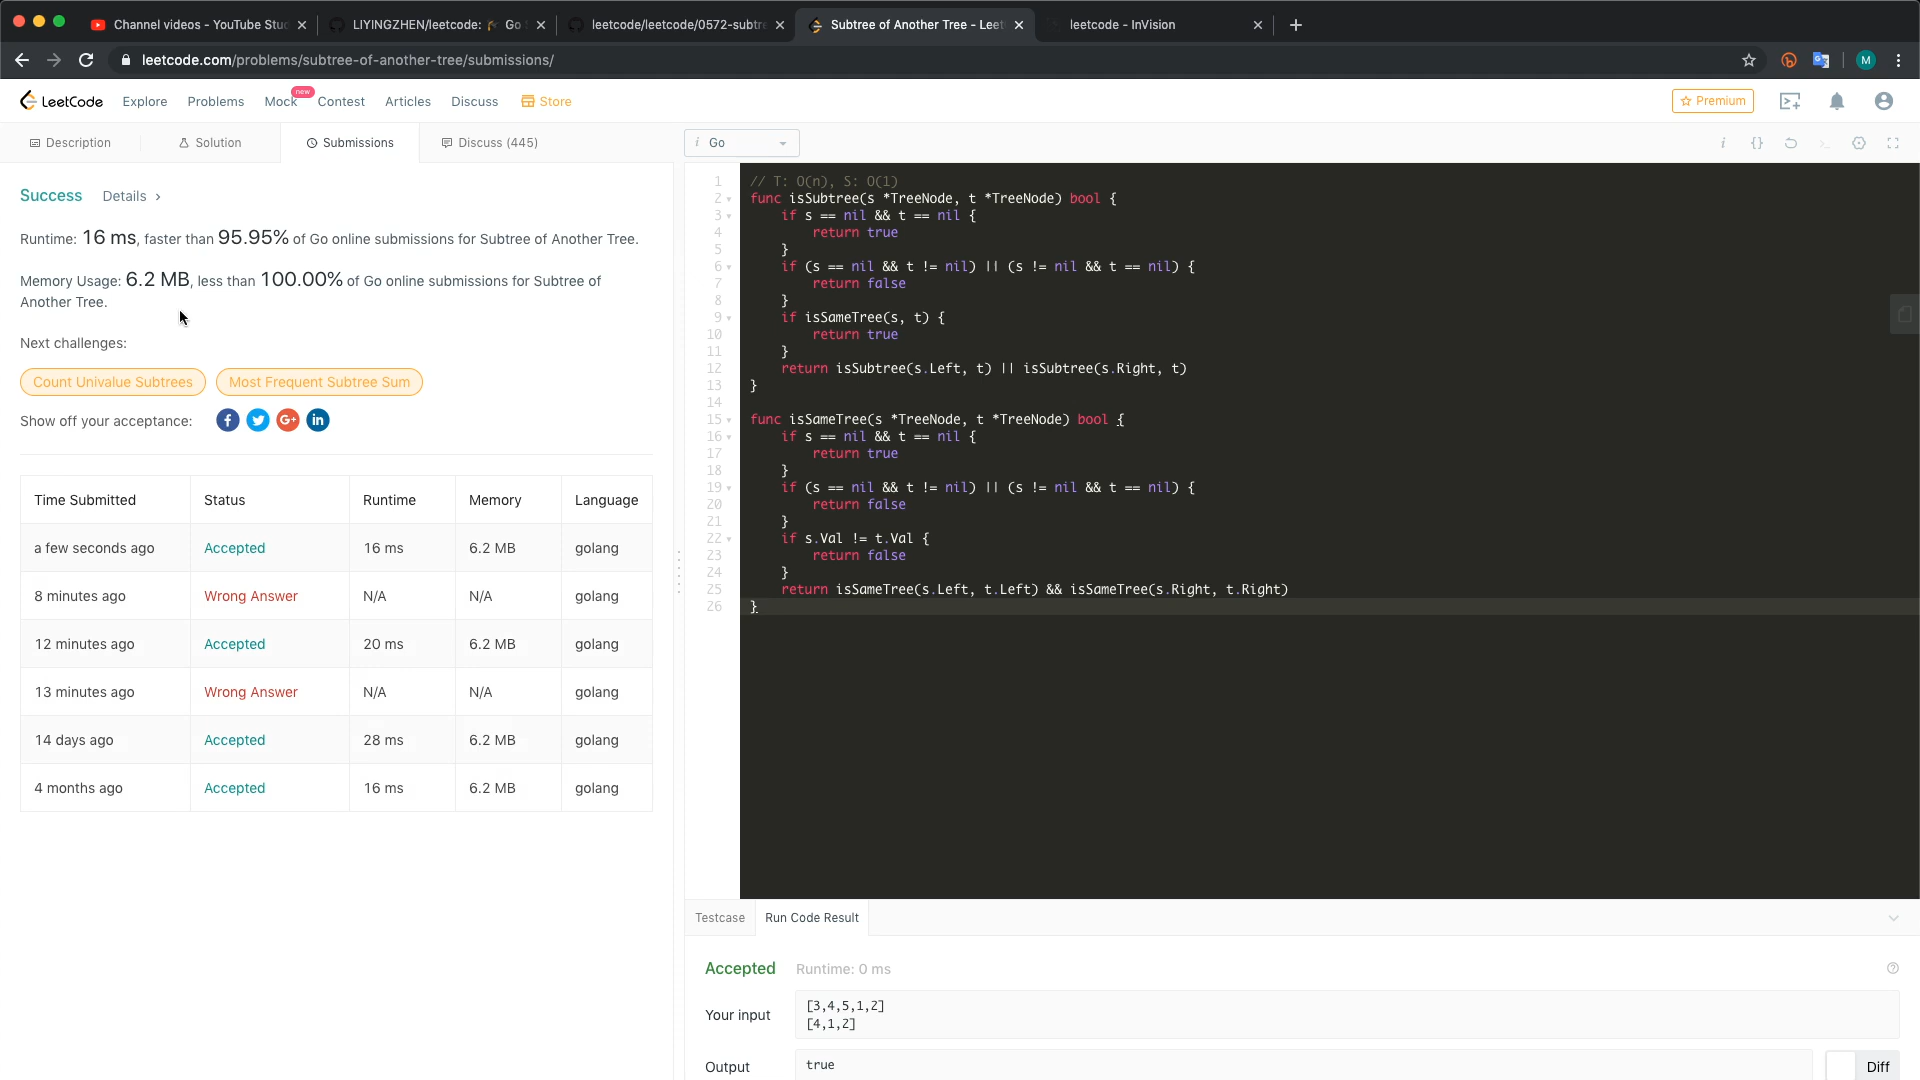 Channel videos - YouTube Stu
LIYINGZHEN/leetcode: Go
leetcode/leetcode/0572-subtre
Subtree of Another Tree - Leet
leetcode - InVision
leetcode.com/problems/subtree-of-another-tree/submissions/
M
LeetCode
Explore
Problems
Mock
new
Contest
Articles
Discuss
Store
Premium
Description
Solution
Submissions
Discuss (445)
i Go
Success
Details ›
Runtime: 16 ms, faster than 95.95% of Go online submissions for Subtree of Another Tree.
Memory Usage: 6.2 MB, less than 100.00% of Go online submissions for Subtree of
Another Tree.
Next challenges:
Count Univalue Subtrees
Most Frequent Subtree Sum
Show off your acceptance:
Time Submitted Status Runtime Memory Language
a few seconds ago Accepted 16 ms 6.2 MB golang
8 minutes ago Wrong Answer N/A N/A golang
12 minutes ago Accepted 20 ms 6.2 MB golang
13 minutes ago Wrong Answer N/A N/A golang
14 days ago Accepted 28 ms 6.2 MB golang
4 months ago Accepted 16 ms 6.2 MB golang
1 // T: O(n), S: O(1)
2 func isSubtree(s *TreeNode, t *TreeNode) bool {
3 if s == nil && t == nil {
4 return true
5 }
6 if (s == nil && t != nil) || (s != nil && t == nil) {
7 return false
8 }
9 if isSameTree(s, t) {
10 return true
11 }
12 return isSubtree(s.Left, t) || isSubtree(s.Right, t)
13 }
14
15 func isSameTree(s *TreeNode, t *TreeNode) bool {
16 if s == nil && t == nil {
17 return true
18 }
19 if (s == nil && t != nil) || (s != nil && t == nil) {
20 return false
21 }
22 if s.Val != t.Val {
23 return false
24 }
25 return isSameTree(s.Left, t.Left) && isSameTree(s.Right, t.Right)
26 }
Testcase
Run Code Result
Accepted
Runtime: 0 ms
Your input
[3,4,5,1,2]
[4,1,2]
Output
true
Diff